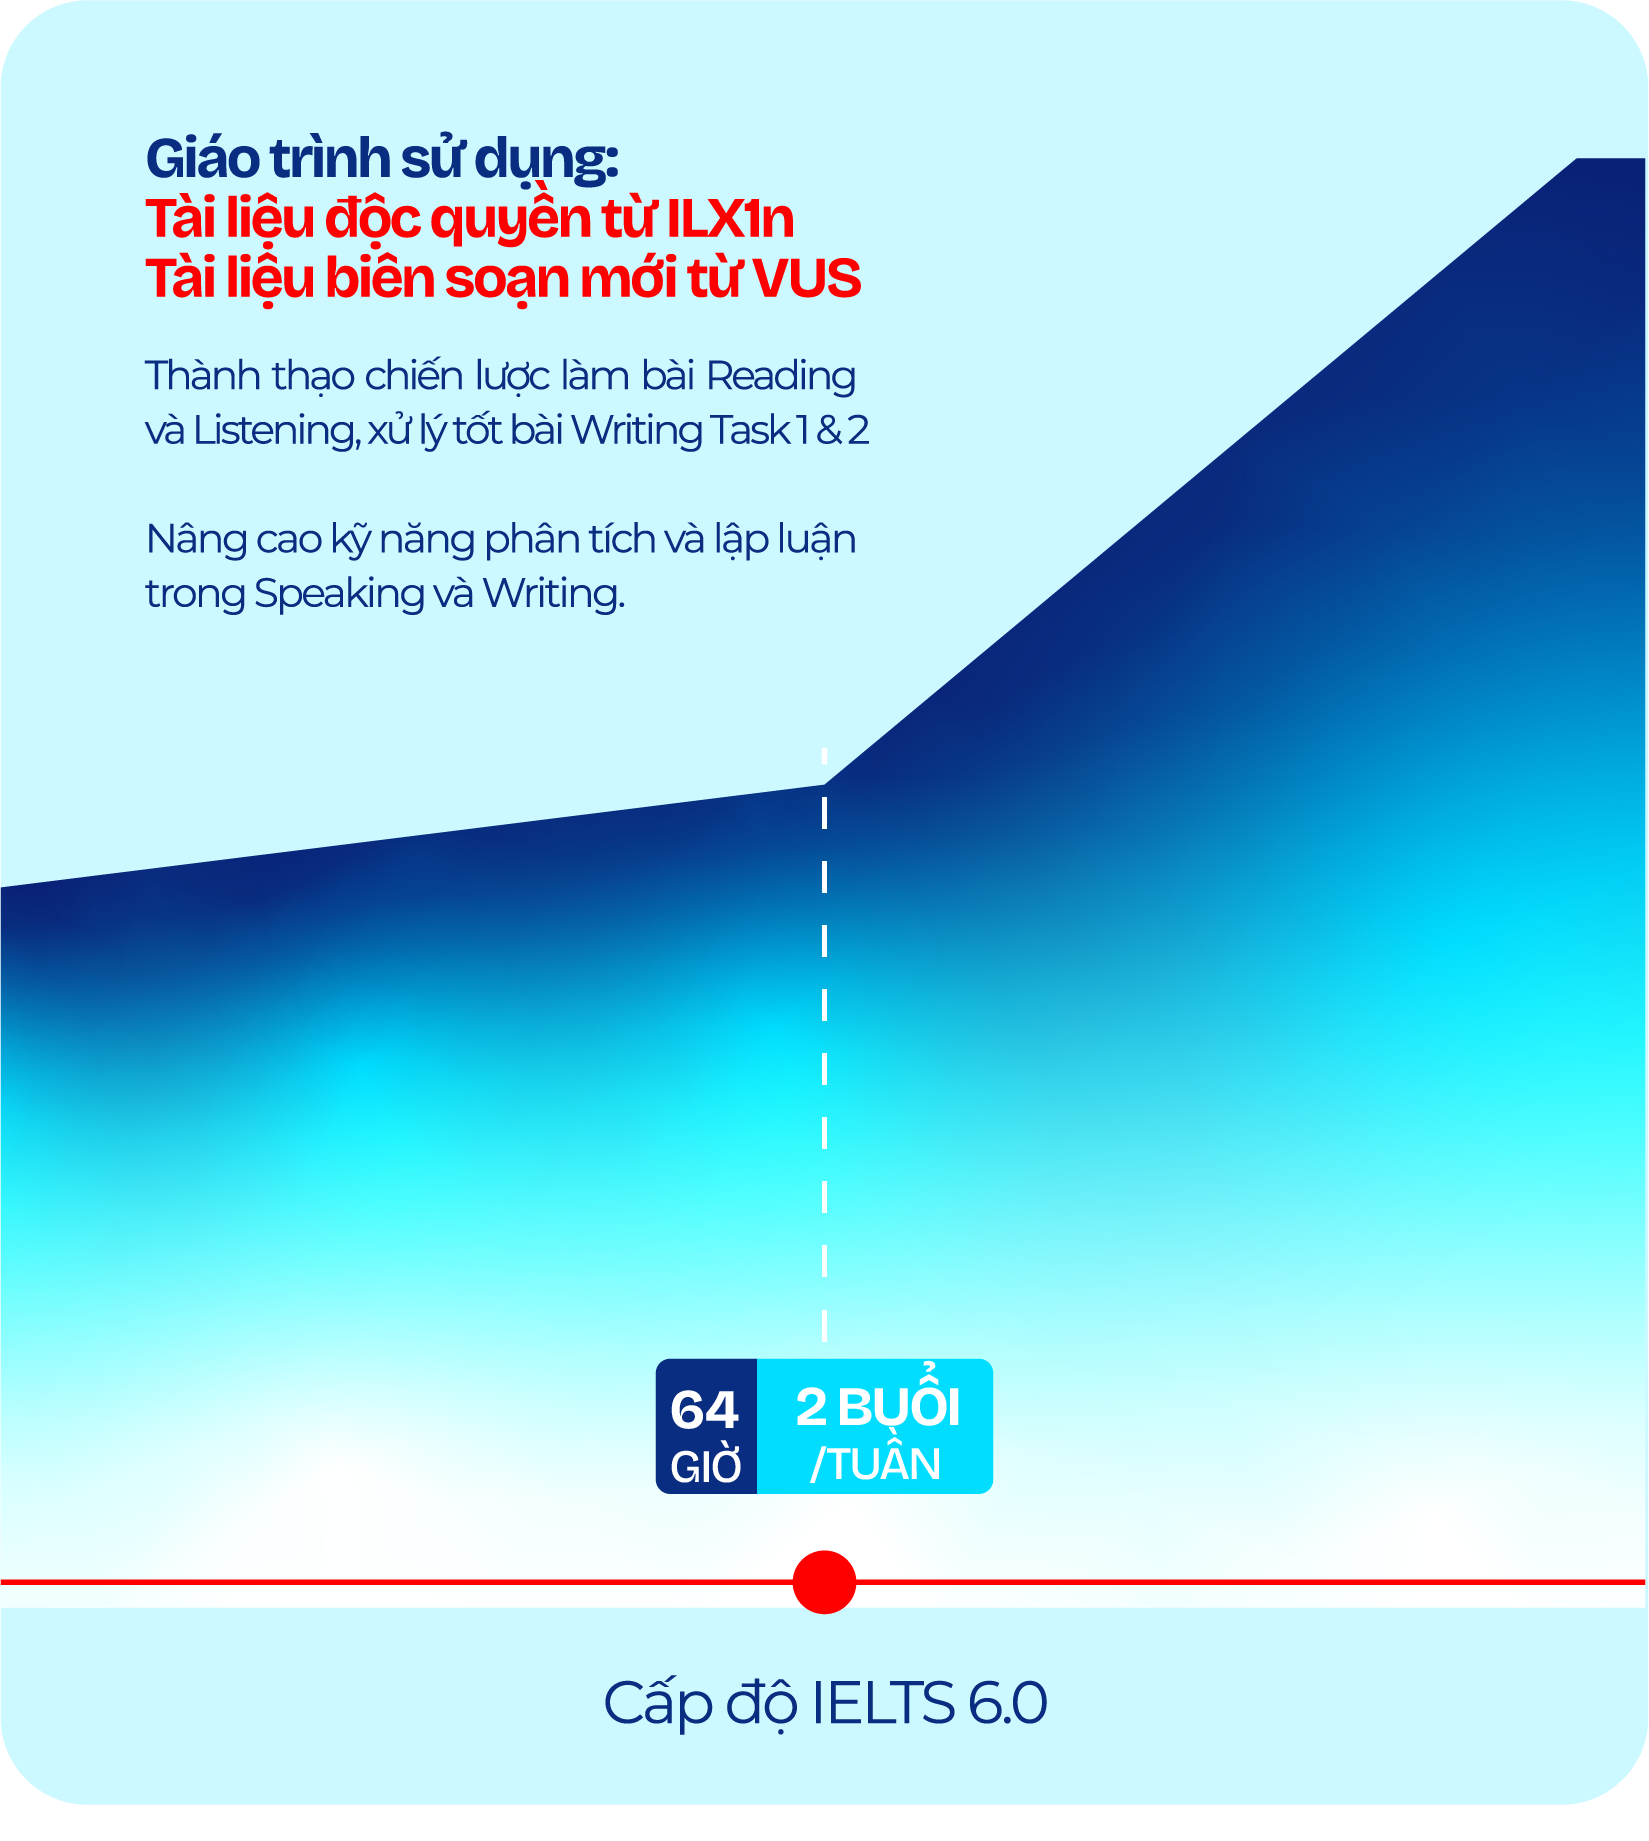 Giáo trình sử dụng:
Tài liệu độc quyền từ ILX1n
Tài liệu biên soạn mới từ VUS
Thành thạo chiến lược làm bài Reading
và Listening, xử lý tốt bài Writing Task 1 & 2
Nâng cao kỹ năng phân tích và lập luận
trong Speaking và Writing.
64
GIỜ
2 BUỔI
/TUẦN
Cấp độ IELTS 6.0